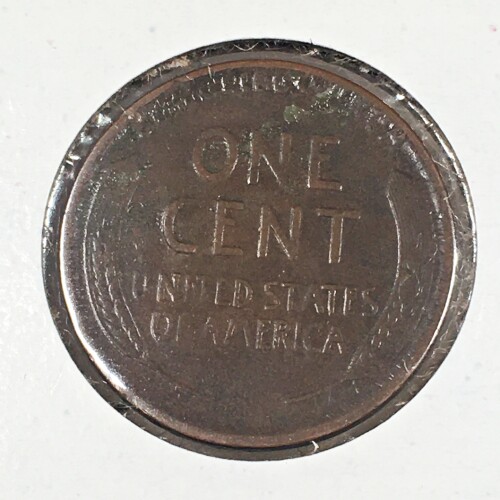 ONE
CENT
UNITED STATES
OF AMERICA